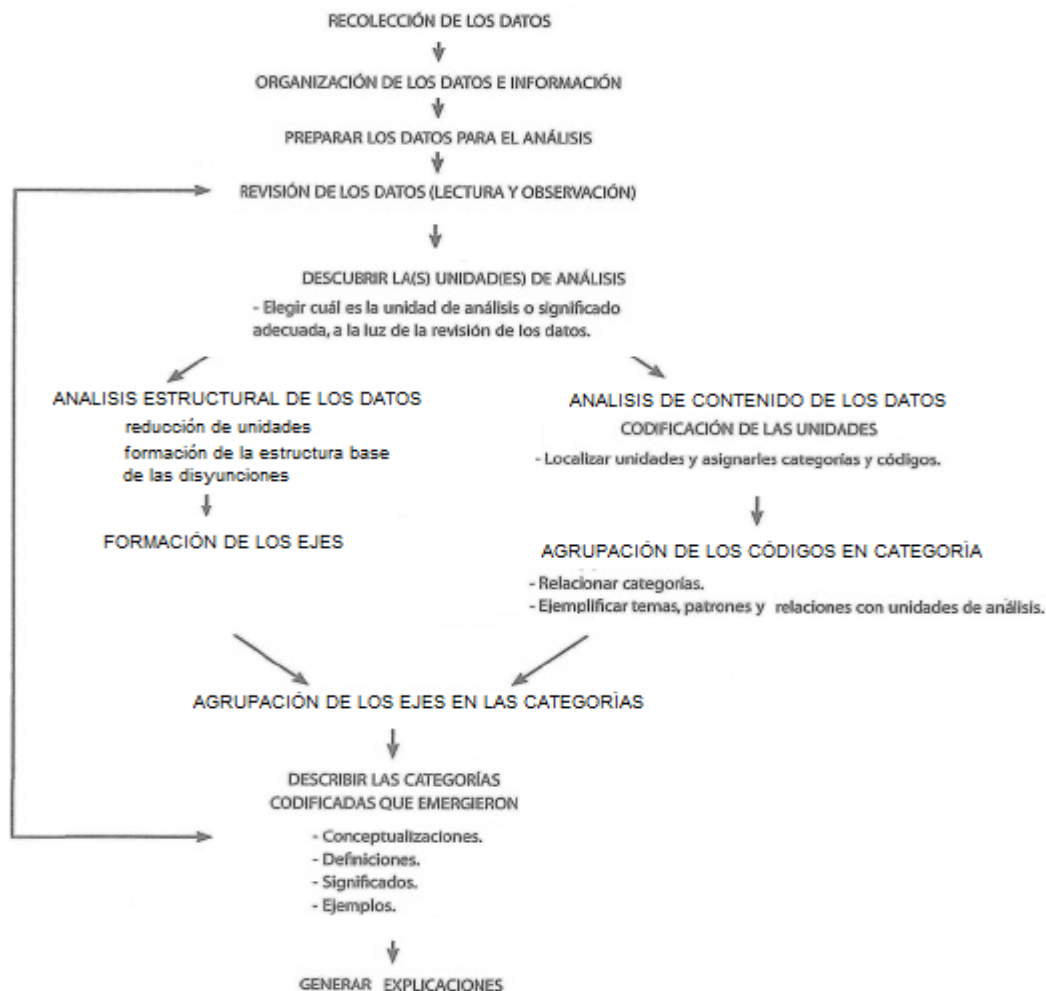 RECOLECCIÓN DE LOS DATOS
ORGANIZACIÓN DE LOS DATOS E INFORMACIÓN
PREPARAR LOS DATOS PARA EL ANÁLISIS
REVISIÓN DE LOS DATOS (LECTURA Y OBSERVACIÓN)
DESCUBRIR LA(S) UNIDAD(ES) DE ANÁLISIS
- Elegir cuál es la unidad de análisis o significado
adecuada, a la luz de la revisión de los datos.
ANALISIS ESTRUCTURAL DE LOS DATOS
reducción de unidades
formación de la estructura base
de las disyunciones
FORMACIÓN DE LOS EJES
ANALISIS DE CONTENIDO DE LOS DATOS
CODIFICACIÓN DE LAS UNIDADES
- Localizar unidades y asignarles categorías y códigos.
AGRUPACIÓN DE LOS CÓDIGOS EN CATEGORÍA
- Relacionar categorías.
- Ejemplificar temas, patrones y relaciones con unidades de análisis.
AGRUPACIÓN DE LOS EJES EN LAS CATEGORÍAS
DESCRIBIR LAS CATEGORÍAS
CODIFICADAS QUE EMERGIERON
- Conceptualizaciones.
- Definiciones.
- Significados.
- Ejemplos.
GENERAR EXPLICACIONES